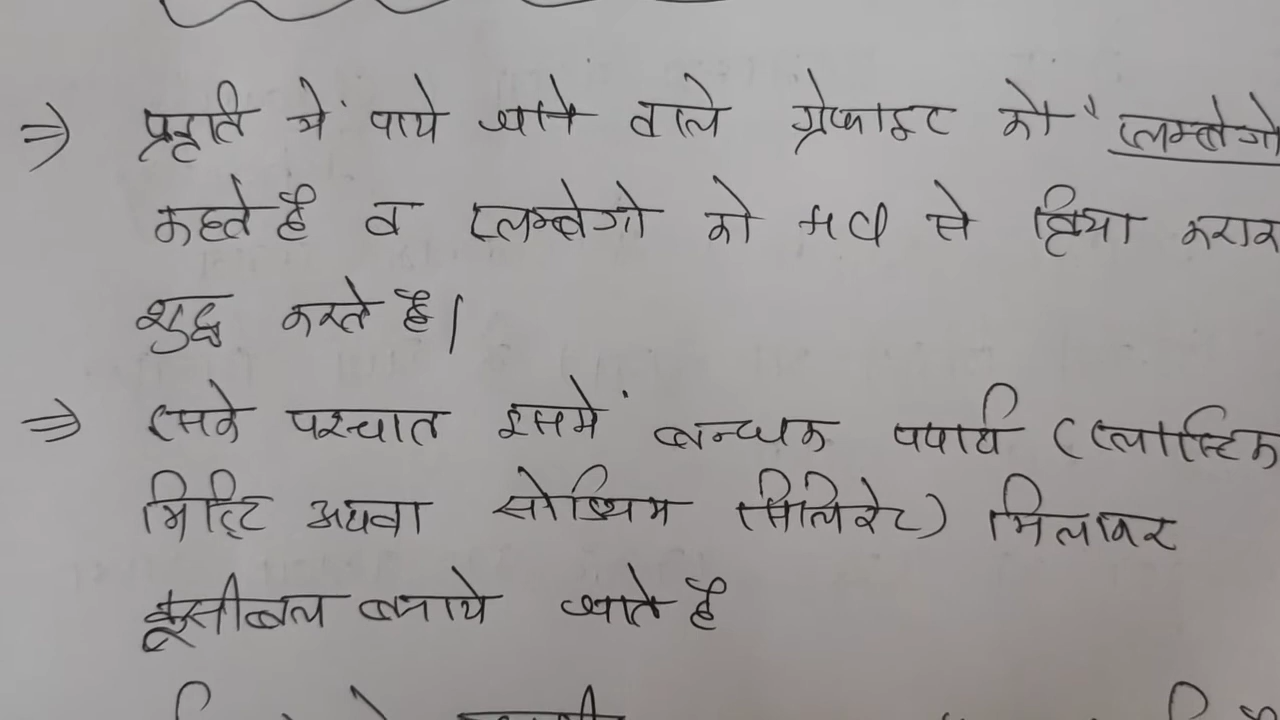 ⇒ प्रकृति में पाये जाने वाले ग्रेफाइट को "प्लम्बेगो
कहते है व प्लम्बेगो को HCl से क्रिया कराकर
शुद्ध करते है।
⇒ इसके पश्चात इसमें बन्धक पदार्थ (प्लास्टिक
मिट्टि अथवा सोडियम सिलिकेट) मिलाकर
क्रूसीबल बनाये जाते है